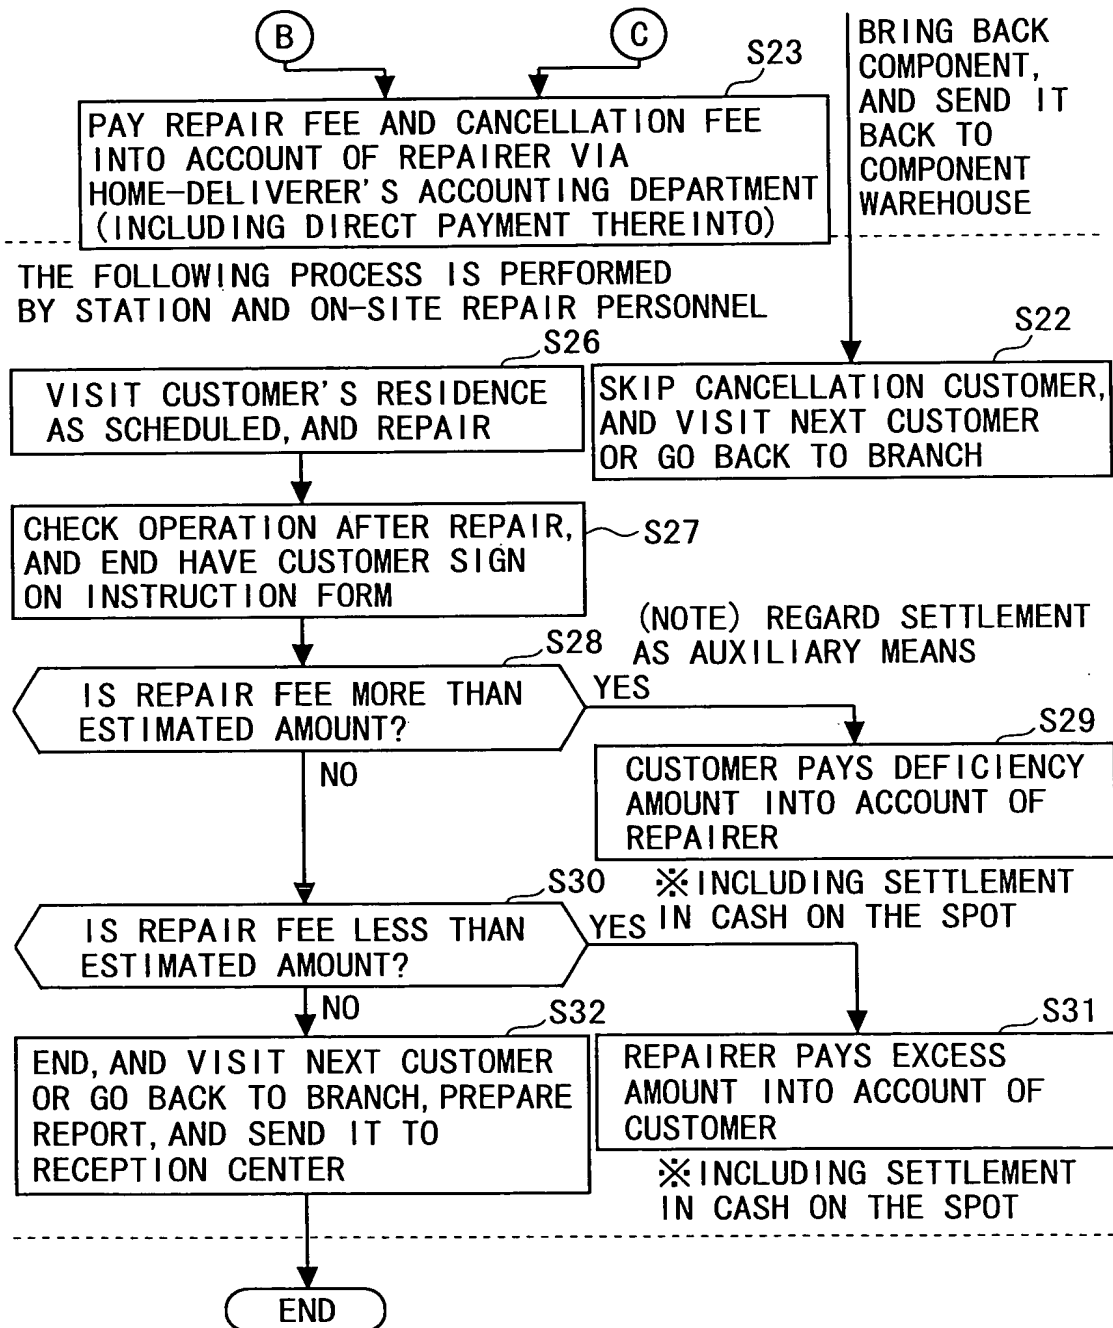 B
C
S23
BRING BACK
COMPONENT,
AND SEND IT
BACK TO
COMPONENT
WAREHOUSE
PAY REPAIR FEE AND CANCELLATION FEE
INTO ACCOUNT OF REPAIRER VIA
HOME-DELIVERER'S ACCOUNTING DEPARTMENT
(INCLUDING DIRECT PAYMENT THEREINTO)
THE FOLLOWING PROCESS IS PERFORMED
BY STATION AND ON-SITE REPAIR PERSONNEL
S26
VISIT CUSTOMER'S RESIDENCE
AS SCHEDULED, AND REPAIR
S22
SKIP CANCELLATION CUSTOMER,
AND VISIT NEXT CUSTOMER
OR GO BACK TO BRANCH
CHECK OPERATION AFTER REPAIR,
AND END HAVE CUSTOMER SIGN
ON INSTRUCTION FORM
S27
(NOTE) REGARD SETTLEMENT
AS AUXILIARY MEANS
S28
IS REPAIR FEE MORE THAN
ESTIMATED AMOUNT?
YES
NO
S29
CUSTOMER PAYS DEFICIENCY
AMOUNT INTO ACCOUNT OF
REPAIRER
※INCLUDING SETTLEMENT
IN CASH ON THE SPOT
S30
IS REPAIR FEE LESS THAN
ESTIMATED AMOUNT?
YES
NO
S31
REPAIRER PAYS EXCESS
AMOUNT INTO ACCOUNT OF
CUSTOMER
※INCLUDING SETTLEMENT
IN CASH ON THE SPOT
S32
END, AND VISIT NEXT CUSTOMER
OR GO BACK TO BRANCH, PREPARE
REPORT, AND SEND IT TO
RECEPTION CENTER
END